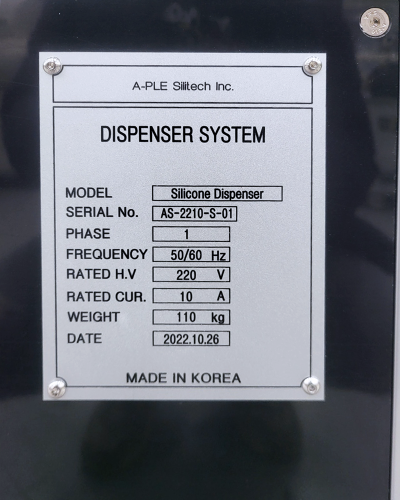 A-PLE Silitech Inc.
DISPENSER SYSTEM
MODEL Silicone Dispenser
SERIAL No. AS-2210-S-01
PHASE 1
FREQUENCY 50/60 Hz
RATED H.V 220 V
RATED CUR. 10 A
WEIGHT 110 kg
DATE 2022.10.26
MADE IN KOREA